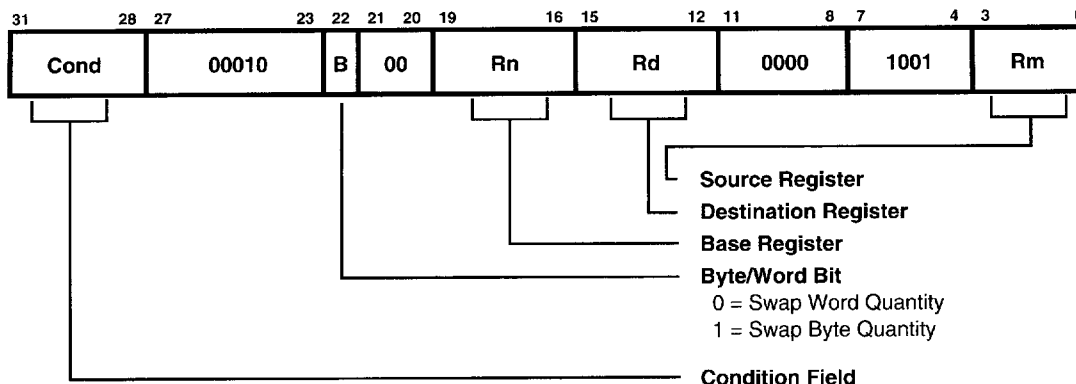 31 28 27 23 22 21 20 19 16 15 12 11 8 7 4 3
Cond 00010 B 00 Rn Rd 0000 1001 Rm
Source Register
Destination Register
Base Register
Byte/Word Bit
0 = Swap Word Quantity
1 = Swap Byte Quantity
Condition Field